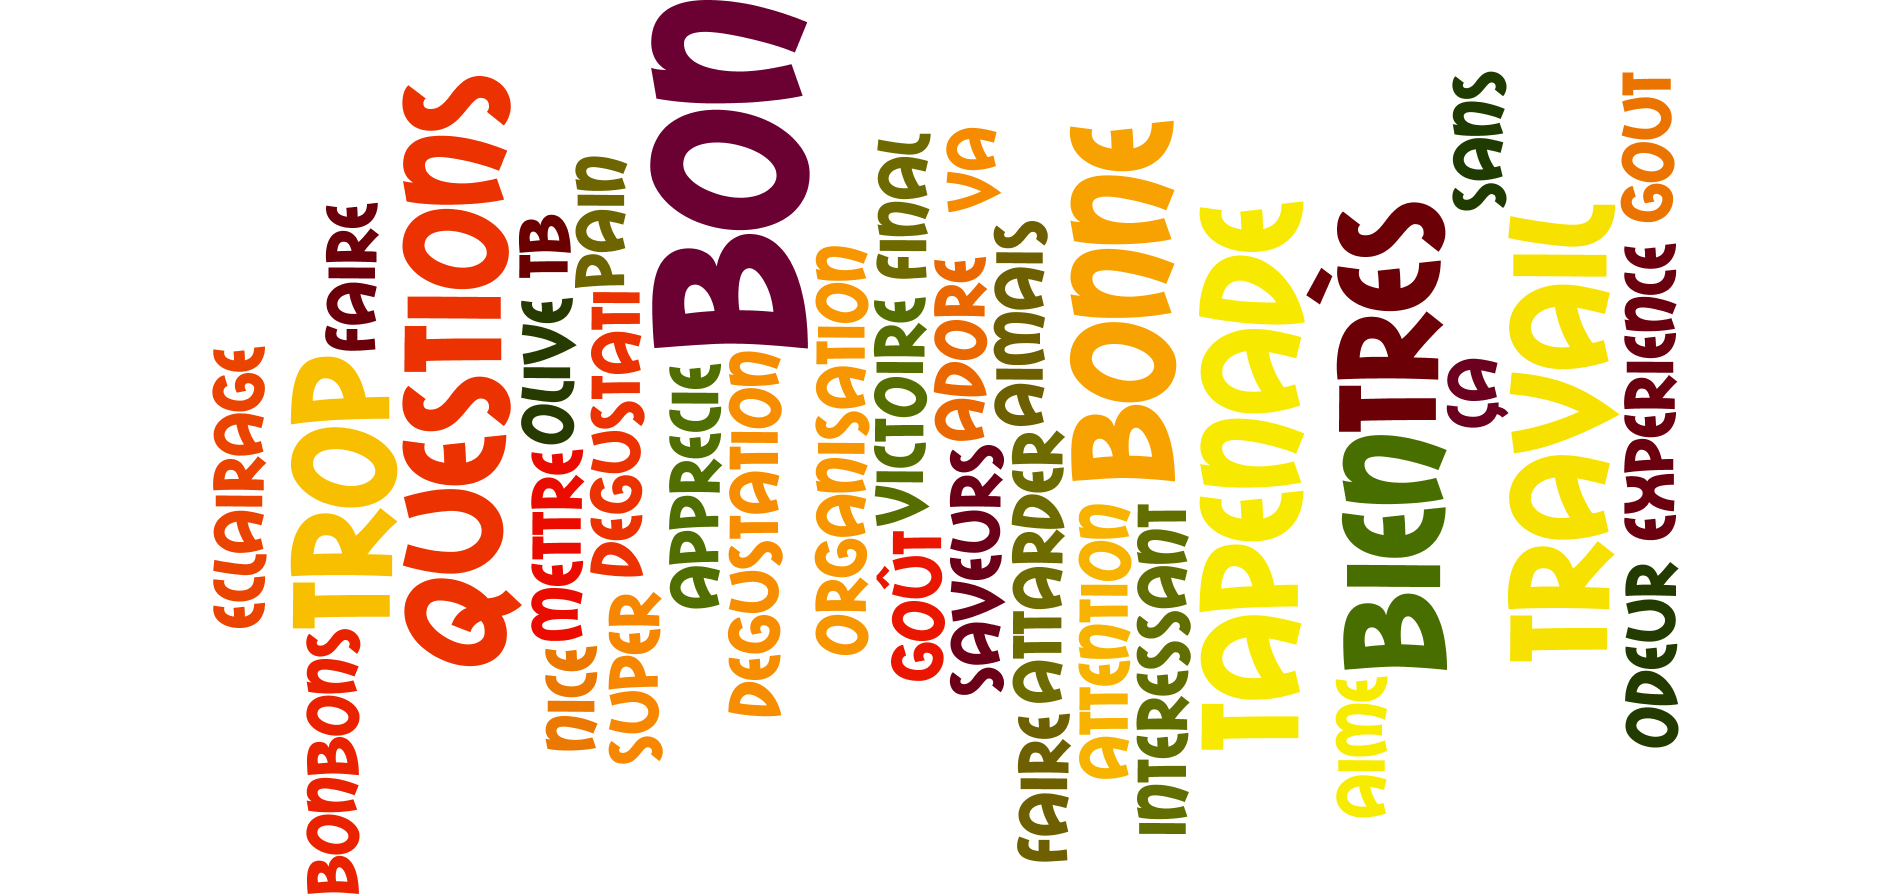 ECLAIRAGE
BONBONS
TROP
FAIRE
QUESTIONS
METTRE
OLIVE
TB
NICE
PAIN
DEGUSTATI
SUPER
BON
APPRECIE
DEGUSTATION
ORGANISATION
VICTOIRE
FINAL
GOÛT
ADORE
VA
SAVEURS
AIMAIS
ATTARDER
FAIRE
BONNE
ATTENTION
INTERESSANT
TAPENADE
TRÈS
BIEN
AIME
SANS
ÇA
TRAVAIL
GOUT
EXPERIENCE
ODEUR